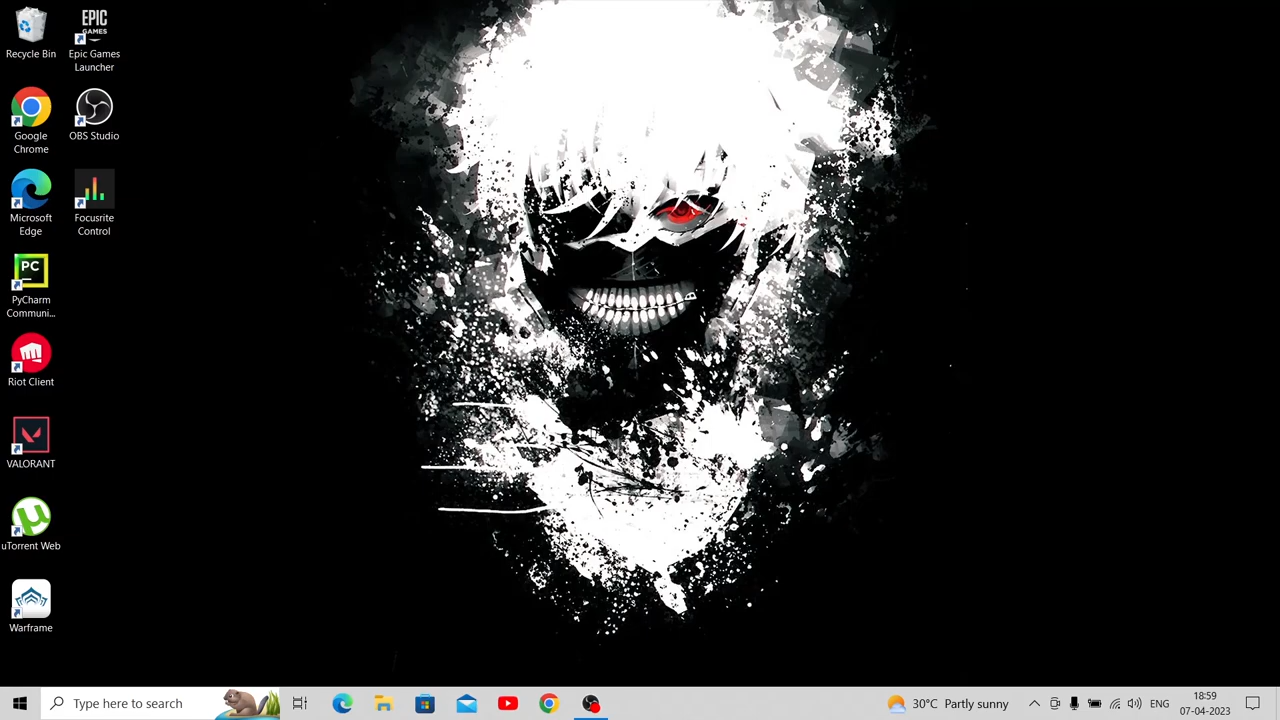 Recycle Bin
EPIC
GAMES
Epic Games
Launcher
Google
Chrome
OBS Studio
Microsoft
Edge
Focusrite
Control
PC
PyCharm
Communi...
Riot Client
VALORANT
µ
uTorrent Web
Warframe
Type here to search
30°C Partly sunny
ENG
18:59
07-04-2023